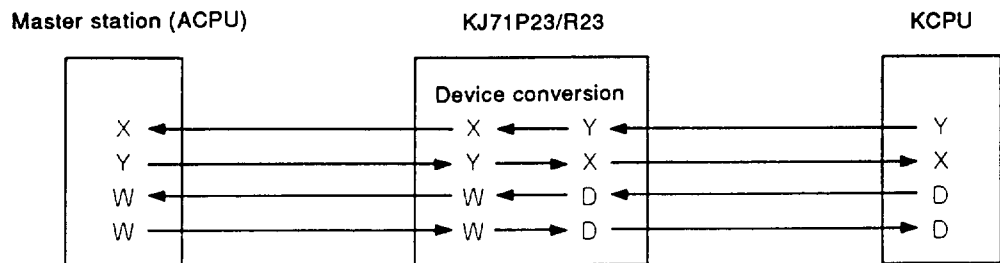 Master station (ACPU) KJ71P23/R23 KCPU
Device conversion
X X Y Y
Y Y X X
W W D D
W W D D